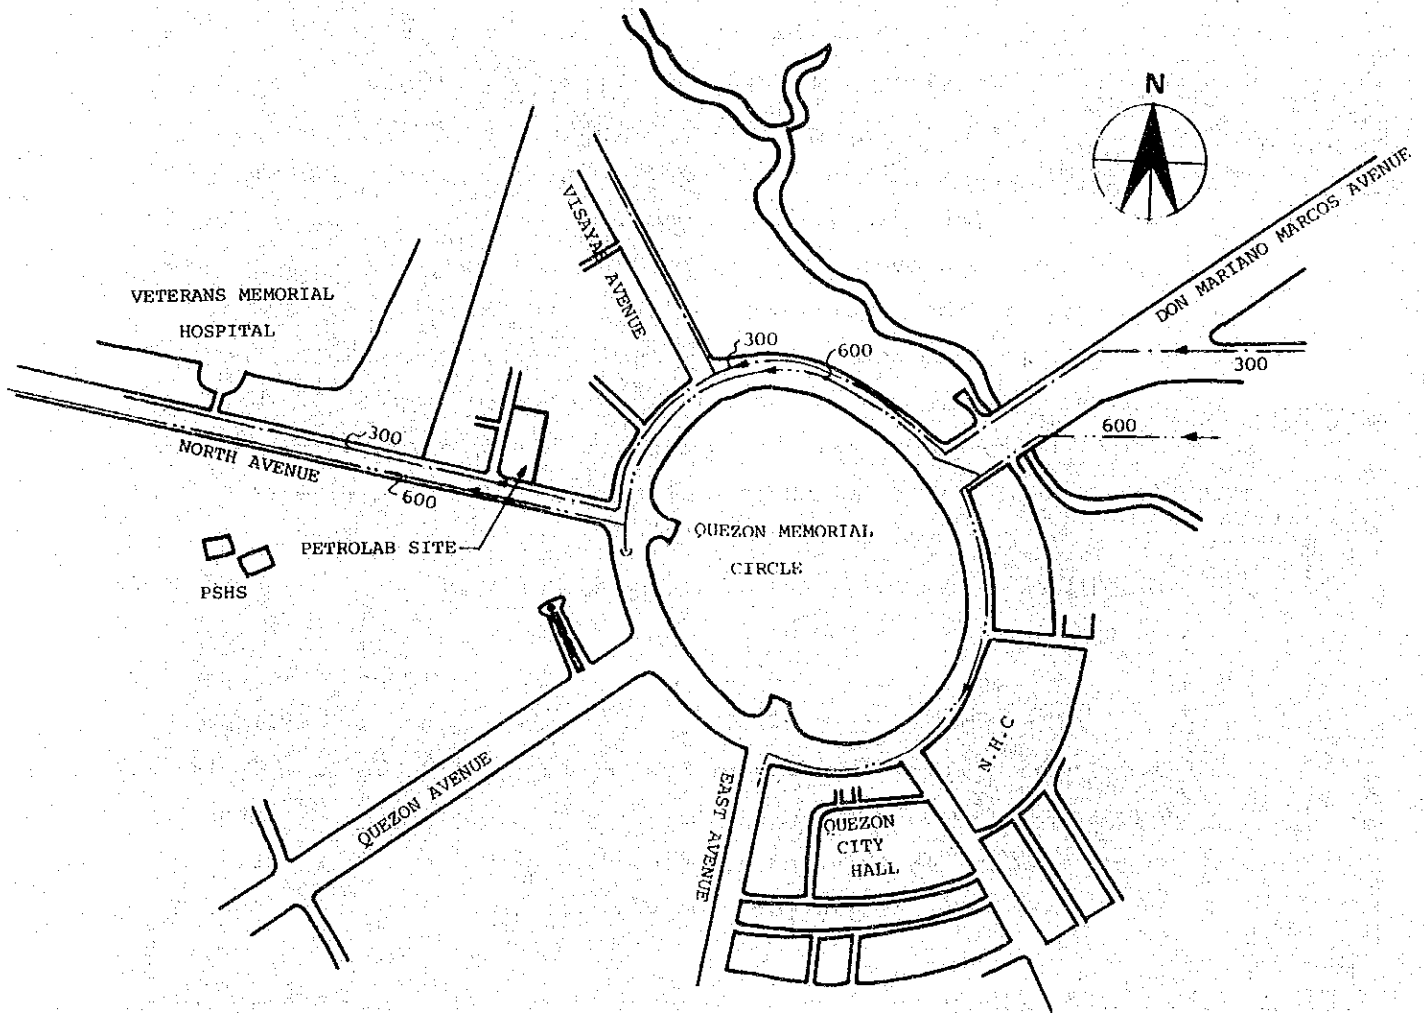 N
DON MARIANO MARCOS AVENUE
VISAYAS AVENUE
VETERANS MEMORIAL
HOSPITAL
300
600
300
300
600
NORTH AVENUE
600
QUEZON MEMORIAL
CIRCLE
PETROLAB SITE
PSHS
N.H.C
QUEZON AVENUE
EAST AVENUE
QUEZON
CITY
HALL